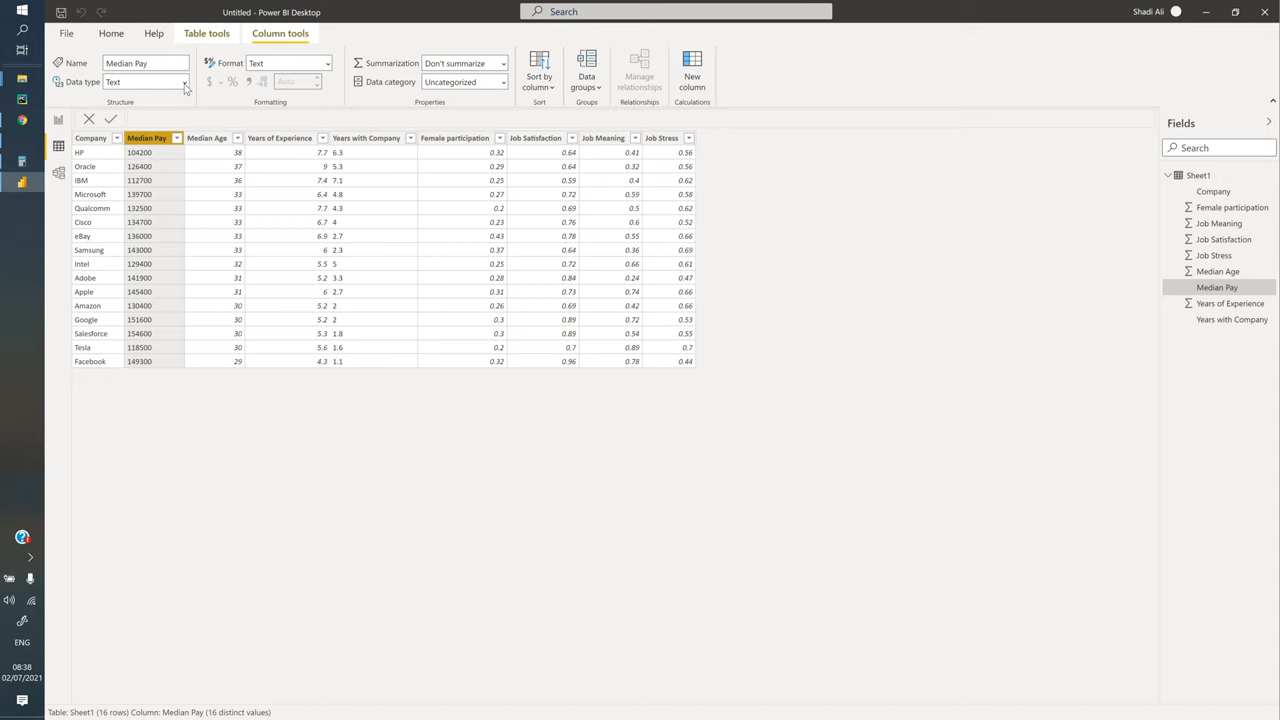 Untitled - Power BI Desktop
Search
Shadi Ali
File
Home
Help
Table tools
Column tools
Name
Median Pay
Data type
Text
Structure
Format
Text
$
%
Auto
Formatting
Summarization
Don't summarize
Data category
Uncategorized
Properties
Sort by
column
Sort
Data
groups
Groups
Manage
relationships
Relationships
New
column
Calculations
Company Median Pay Median Age Years of Experience Years with Company Female participation Job Satisfaction Job Meaning Job Stress
HP 104200 38 7.7 6.3 0.32 0.64 0.41 0.56
Oracle 126400 37 9 5.3 0.29 0.64 0.32 0.56
IBM 112700 36 7.4 7.1 0.25 0.59 0.4 0.62
Microsoft 139700 33 6.4 4.8 0.27 0.72 0.59 0.58
Qualcomm 132500 33 7.7 4.3 0.2 0.69 0.5 0.62
Cisco 134700 33 6.7 4 0.23 0.76 0.6 0.52
eBay 136000 33 6.9 2.7 0.43 0.78 0.55 0.66
Samsung 143000 33 6 2.3 0.37 0.64 0.36 0.69
Intel 129400 32 5.5 5 0.25 0.72 0.66 0.61
Adobe 141900 31 5.2 3.3 0.28 0.84 0.24 0.47
Apple 145400 31 6 2.7 0.31 0.73 0.74 0.66
Amazon 130400 30 5.2 2 0.26 0.69 0.42 0.66
Google 151600 30 5.2 2 0.3 0.89 0.72 0.53
Salesforce 154600 30 5.3 1.8 0.3 0.89 0.54 0.55
Tesla 118500 30 5.6 1.6 0.2 0.7 0.89 0.7
Facebook 149300 29 4.3 1.1 0.32 0.96 0.78 0.44
Fields
Search
Sheet1
Company
Female participation
Job Meaning
Job Satisfaction
Job Stress
Median Age
Median Pay
Years of Experience
Years with Company
ENG
08:38
02/07/2021
Table: Sheet1 (16 rows) Column: Median Pay (16 distinct values)